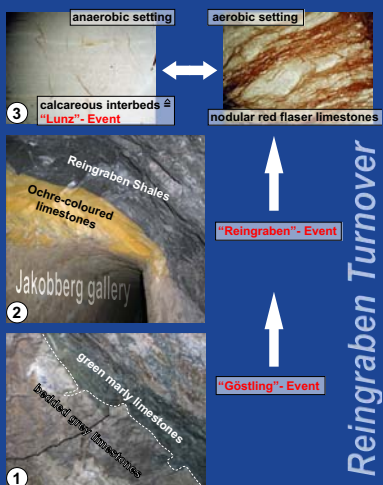 anaerobic setting
aerobic setting
3
calcareous interbeds ≙
“Lunz”- Event
nodular red flaser limestones
Reingraben Shales
Ochre-coloured
limestones
“Reingraben”- Event
Jakobberg gallery
2
green marly limestones
“Göstling”- Event
bedded grey limestones
1
Reingraben Turnover